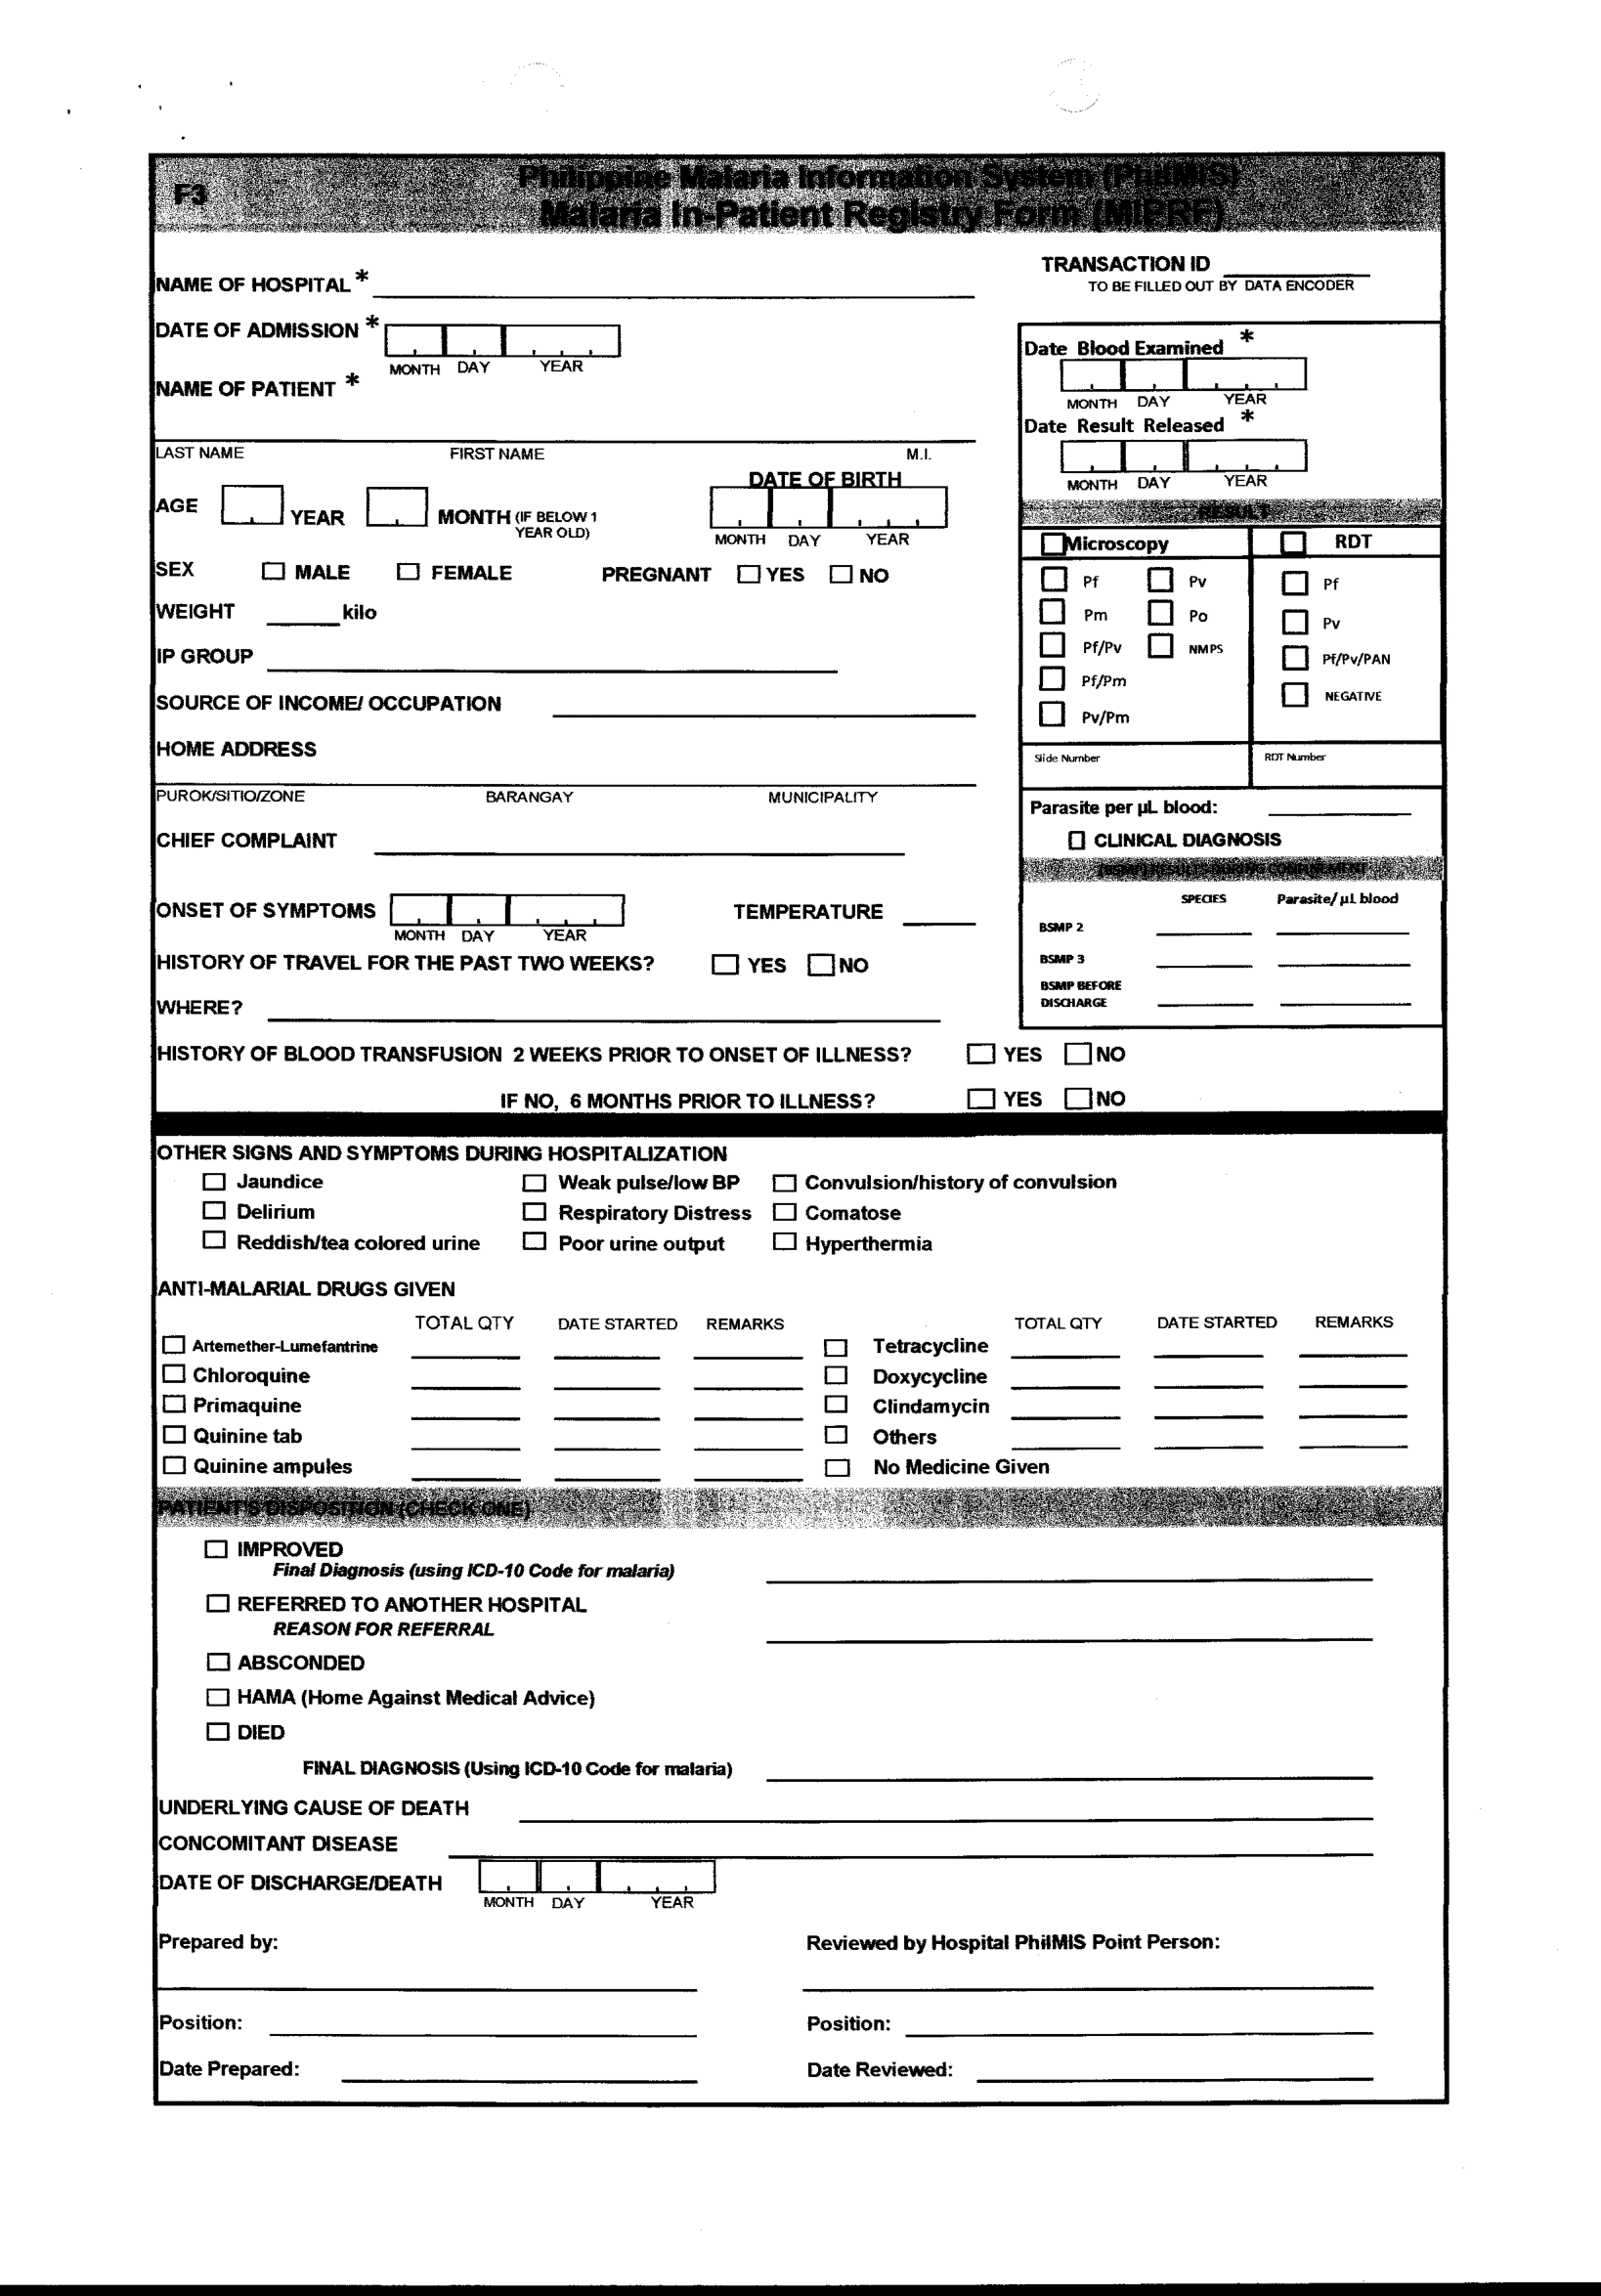 F3
Philippine Malaria Information System (PhilMIS)
Malaria In-Patient Registry Form (MIPRF)
TRANSACTION ID
TO BE FILLED OUT BY DATA ENCODER
NAME OF HOSPITAL *
DATE OF ADMISSION *
MONTH DAY YEAR
NAME OF PATIENT *
LAST NAME FIRST NAME M.I.
AGE YEAR MONTH (IF BELOW 1 YEAR OLD)
DATE OF BIRTH
MONTH DAY YEAR
SEX MALE FEMALE PREGNANT YES NO
WEIGHT kilo
IP GROUP
SOURCE OF INCOME/ OCCUPATION
HOME ADDRESS
PUROK/SITIO/ZONE BARANGAY MUNICIPALITY
CHIEF COMPLAINT
ONSET OF SYMPTOMS TEMPERATURE
MONTH DAY YEAR
HISTORY OF TRAVEL FOR THE PAST TWO WEEKS? YES NO
WHERE?
Date Blood Examined *
MONTH DAY YEAR
Date Result Released *
MONTH DAY YEAR
RESULT
Microscopy RDT
Pf Pv Pf
Pm Po Pv
Pf/Pv NMPS Pf/Pv/PAN
Pf/Pm NEGATIVE
Pv/Pm
Slide Number RDT Number
Parasite per µL blood:
CLINICAL DIAGNOSIS
(BSMP) RESULTS DURING CONFINEMENT
SPECIES Parasite/ µL blood
BSMP 2
BSMP 3
BSMP BEFORE
DISCHARGE
HISTORY OF BLOOD TRANSFUSION 2 WEEKS PRIOR TO ONSET OF ILLNESS? YES NO
IF NO, 6 MONTHS PRIOR TO ILLNESS? YES NO
OTHER SIGNS AND SYMPTOMS DURING HOSPITALIZATION
Jaundice Weak pulse/low BP Convulsion/history of convulsion
Delirium Respiratory Distress Comatose
Reddish/tea colored urine Poor urine output Hyperthermia
ANTI-MALARIAL DRUGS GIVEN
TOTAL QTY DATE STARTED REMARKS TOTAL QTY DATE STARTED REMARKS
Artemether-Lumefantrine Tetracycline
Chloroquine Doxycycline
Primaquine Clindamycin
Quinine tab Others
Quinine ampules No Medicine Given
PATIENT'S DISPOSITION (CHECK ONE)
IMPROVED
Final Diagnosis (using ICD-10 Code for malaria)
REFERRED TO ANOTHER HOSPITAL
REASON FOR REFERRAL
ABSCONDED
HAMA (Home Against Medical Advice)
DIED
FINAL DIAGNOSIS (Using ICD-10 Code for malaria)
UNDERLYING CAUSE OF DEATH
CONCOMITANT DISEASE
DATE OF DISCHARGE/DEATH
MONTH DAY YEAR
Prepared by: Reviewed by Hospital PhilMIS Point Person:
Position: Position:
Date Prepared: Date Reviewed: